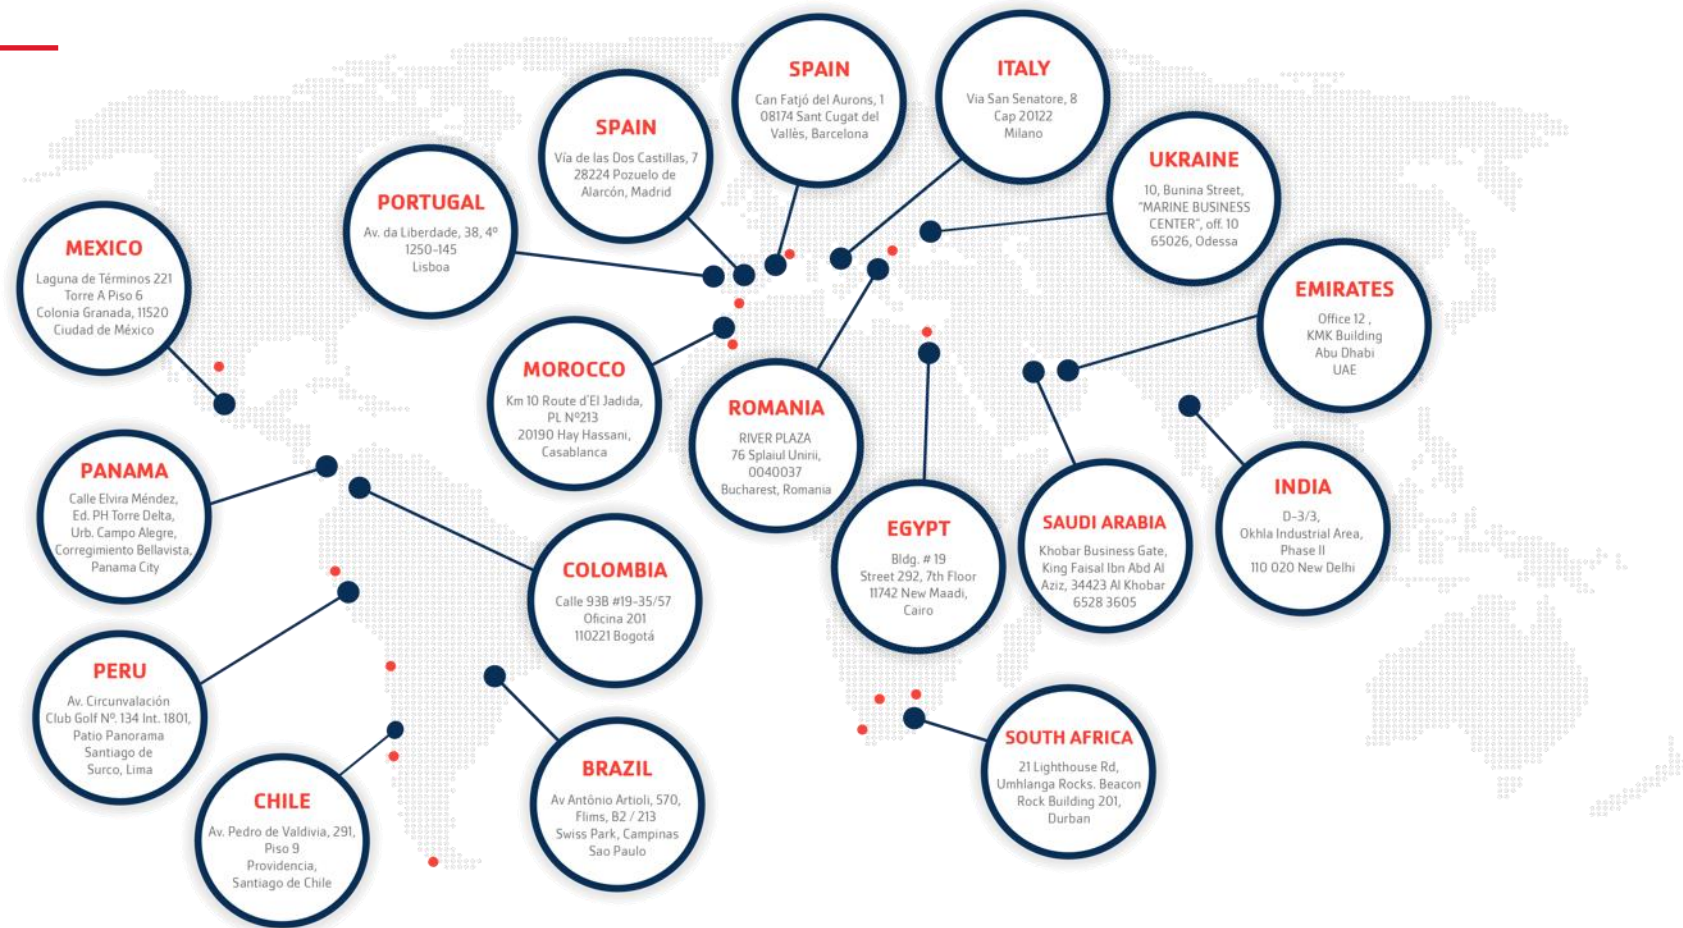 SPAIN
Can Fatjó del Aurons, 1
08174 Sant Cugat del
Vallès, Barcelona
ITALY
Via San Senatore, 8
Cap 20122
Milano
SPAIN
Vía de las Dos Castillas, 7
28224 Pozuelo de
Alarcón, Madrid
UKRAINE
10, Bunina Street,
"MARINE BUSINESS
CENTER", off. 10
65026, Odessa
PORTUGAL
Av. da Liberdade, 38, 4º
1250-145
Lisboa
MEXICO
Laguna de Términos 221
Torre A Piso 6
Colonia Granada, 11520
Ciudad de México
EMIRATES
Office 12 ,
KMK Building
Abu Dhabi
UAE
MOROCCO
Km 10 Route d'El Jadida,
PL Nº213
20190 Hay Hassani,
Casablanca
ROMANIA
RIVER PLAZA
76 Splaiul Unirii,
0040037
Bucharest, Romania
PANAMA
Calle Elvira Méndez,
Ed. PH Torre Delta,
Urb. Campo Alegre,
Corregimiento Bellavista,
Panama City
INDIA
D-3/3,
Okhla Industrial Area,
Phase II
110 020 New Delhi
EGYPT
Bldg. # 19
Street 292, 7th Floor
11742 New Maadi,
Cairo
SAUDI ARABIA
Khobar Business Gate,
King Faisal Ibn Abd Al
Aziz, 34423 Al Khobar
6528 3605
COLOMBIA
Calle 93B #19-35/57
Oficina 201
110221 Bogotá
PERU
Av. Circunvalación
Club Golf Nº. 134 Int. 1801,
Patio Panorama
Santiago de
Surco, Lima
SOUTH AFRICA
21 Lighthouse Rd,
Umhlanga Rocks. Beacon
Rock Building 201,
Durban
BRAZIL
Av Antônio Artioli, 570,
Flims, B2 / 213
Swiss Park, Campinas
Sao Paulo
CHILE
Av. Pedro de Valdivia, 291,
Piso 9
Providencia,
Santiago de Chile